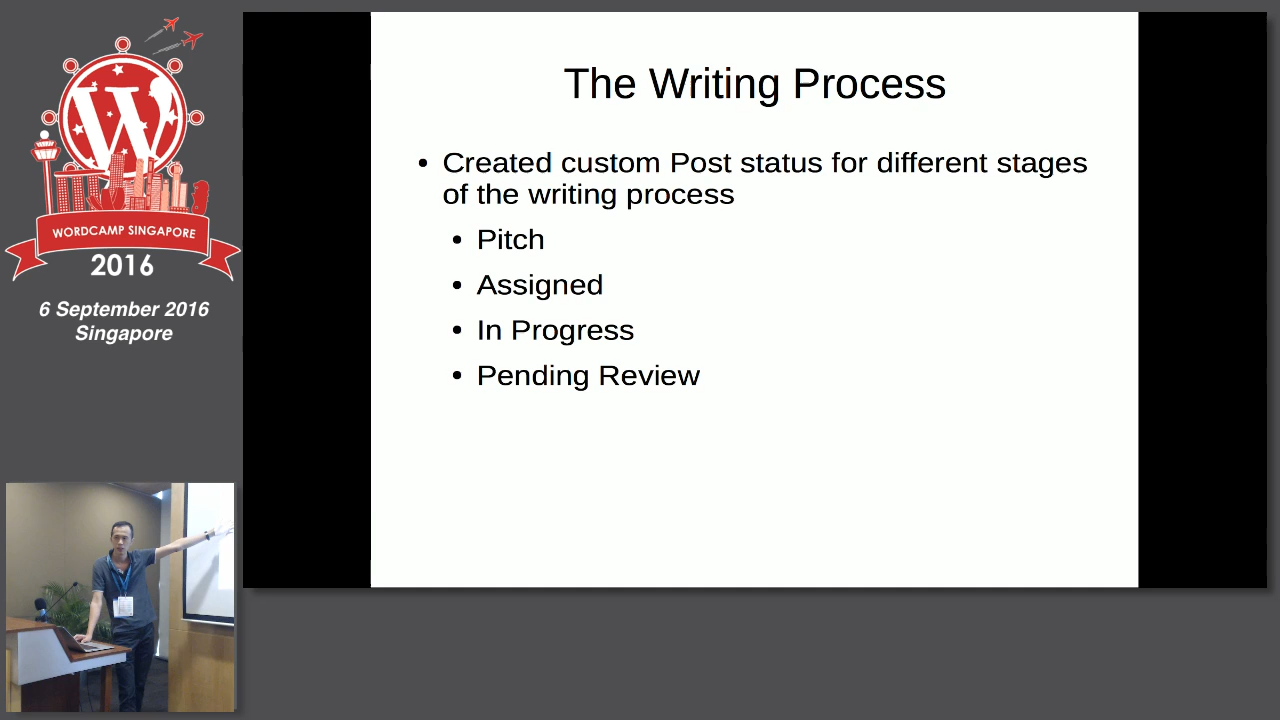 WORDCAMP SINGAPORE
2016
6 September 2016
Singapore
The Writing Process
• Created custom Post status for different stages
of the writing process
• Pitch
• Assigned
• In Progress
• Pending Review